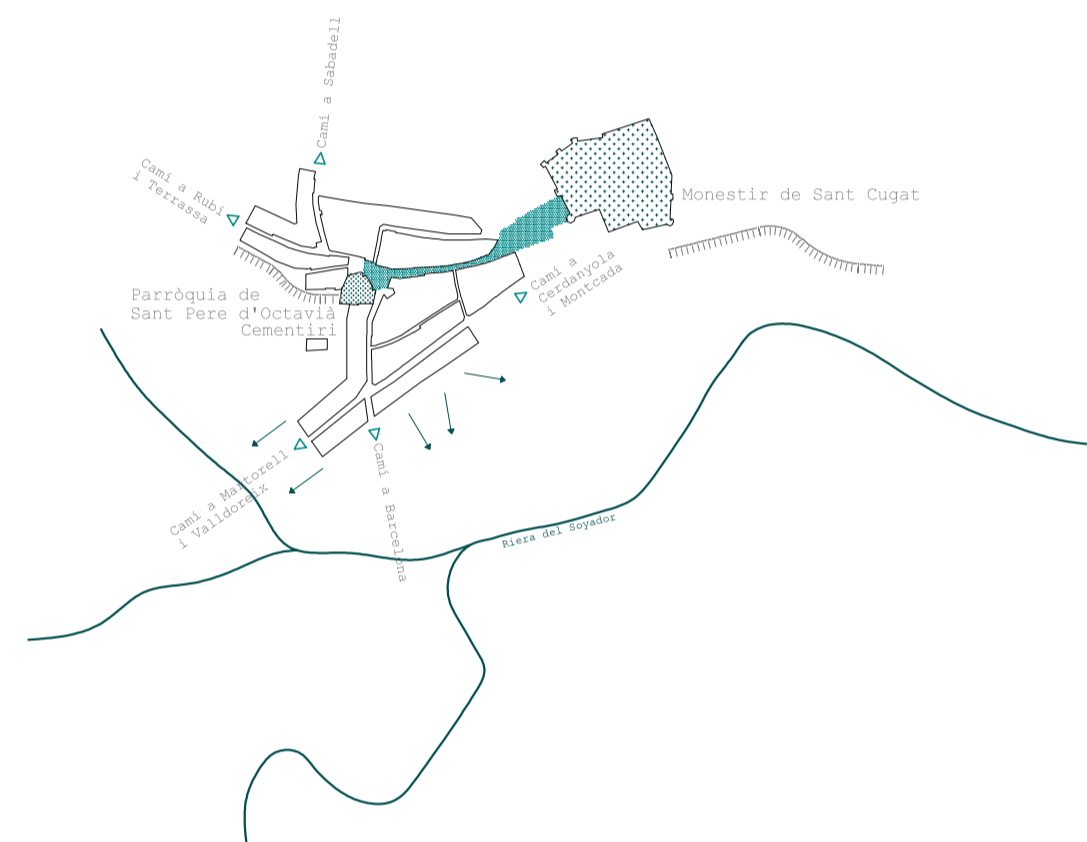 Camí a Sabadell
Camí a Rubí
i Terrassa
Monestir de Sant Cugat
Camí a
Cerdanyola
i Montcada
Parròquia de
Sant Pere d'Octavià
Cementiri
Camí a Martorell
i Valldoreix
Camí a Barcelona
Riera del Soyador